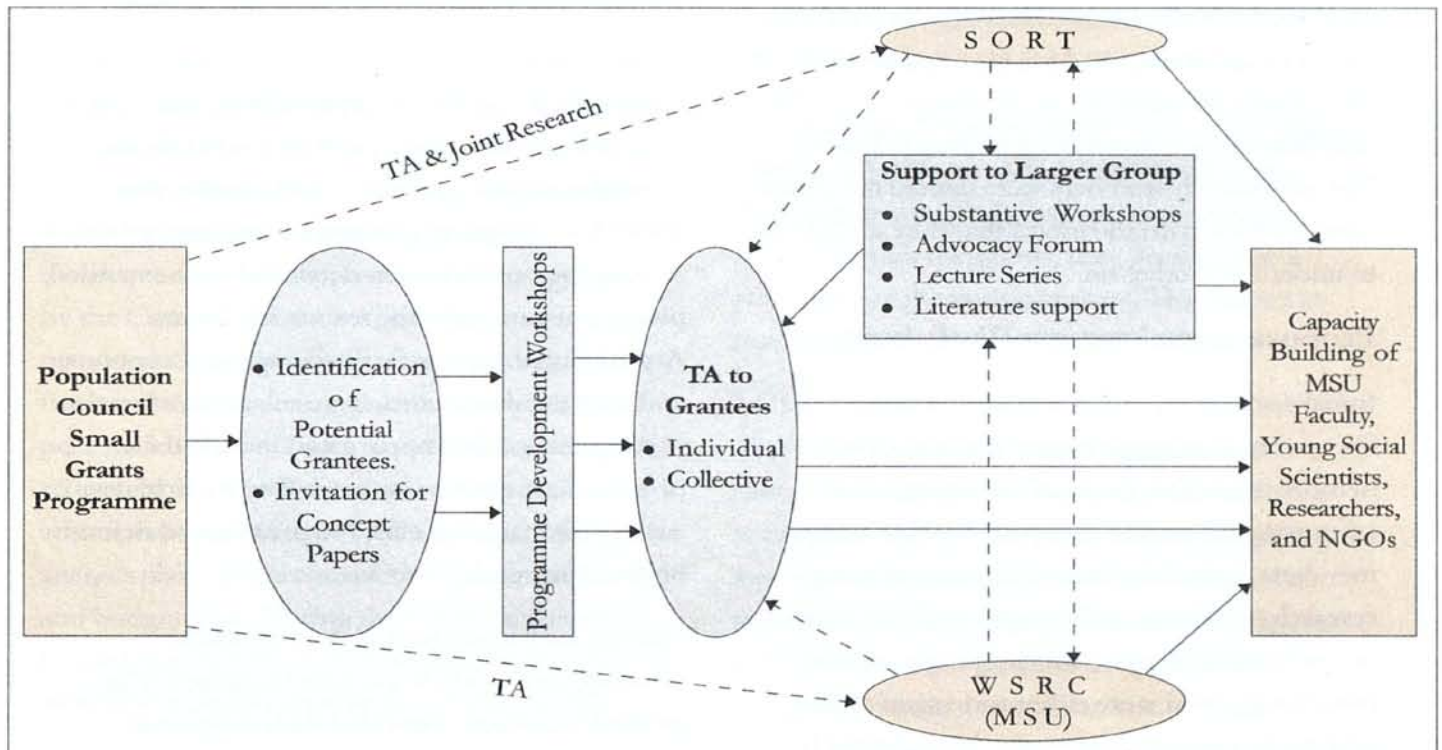 S O R T
TA & Joint Research
Support to Larger Group
• Substantive Workshops
• Advocacy Forum
• Lecture Series
• Literature support
Population
Council
Small
Grants
Programme
• Identification
o f
Potential
Grantees.
• Invitation for
Concept
Papers
Programme Development Workshops
TA to
Grantees
• Individual
Collective
Capacity
Building of
MSU
Faculty,
Young Social
Scientists,
Researchers,
and NGOs
TA
W S R C
(M S U)